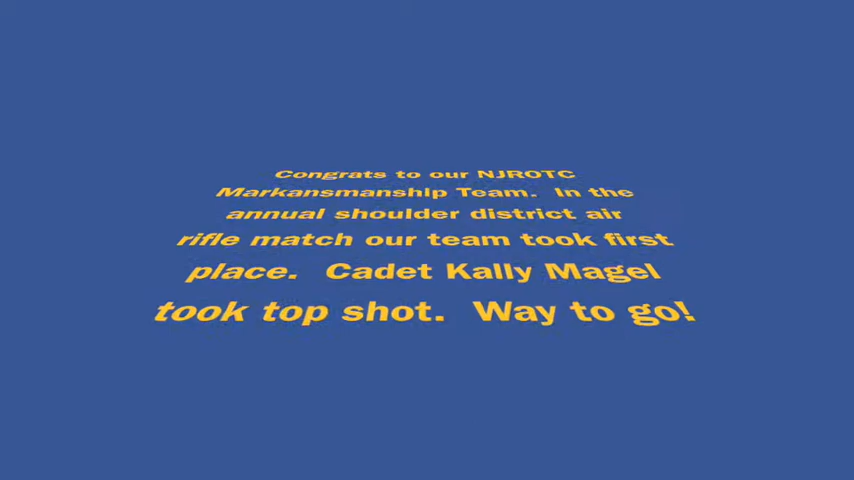 Congrats to our NJROTC
Markansmanship Team. In the
annual shoulder district air
rifle match our team took first
place. Cadet Kally Magel
took top shot. Way to go!